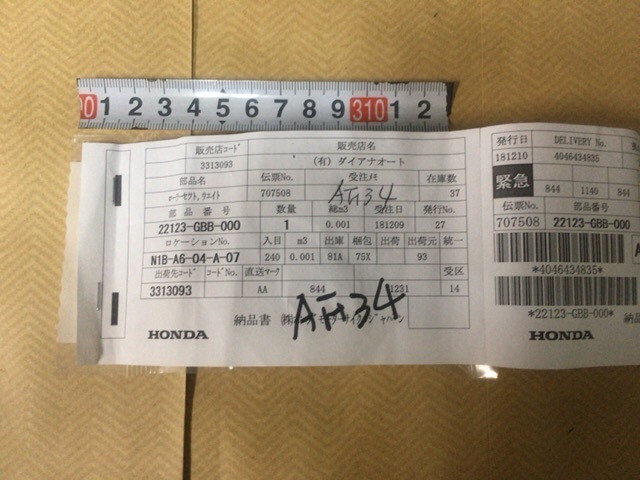 0 1 2 3 4 5 6 7 8 9 310 1 2
販売店コード 販売店名
3313093 (有) ダイアナオート
部品名 伝票No. 受注メモ 在庫数
ローラーセツト,ウエイト 707508 37
部品番号 数量 総m3 受注日 発行No.
22123-GBB-000 1 0.001 181209 27
ロケーションNo. 入目 m3 出庫 梱包 出荷 出荷元 統一
N1B-A6-04-A-07 240 0.001 81A 75X 93
出荷先コード コードNo. 直送マーク 受区
3313093 AA 844 1231 14
HONDA 納品書
発行日 DELIVERY No.
181210 4046434835
緊急 844 1140 844
伝票No. 部品番号
707508 22123-GBB-000
*4046434835*
*22123-GBB-000*
HONDA 納品